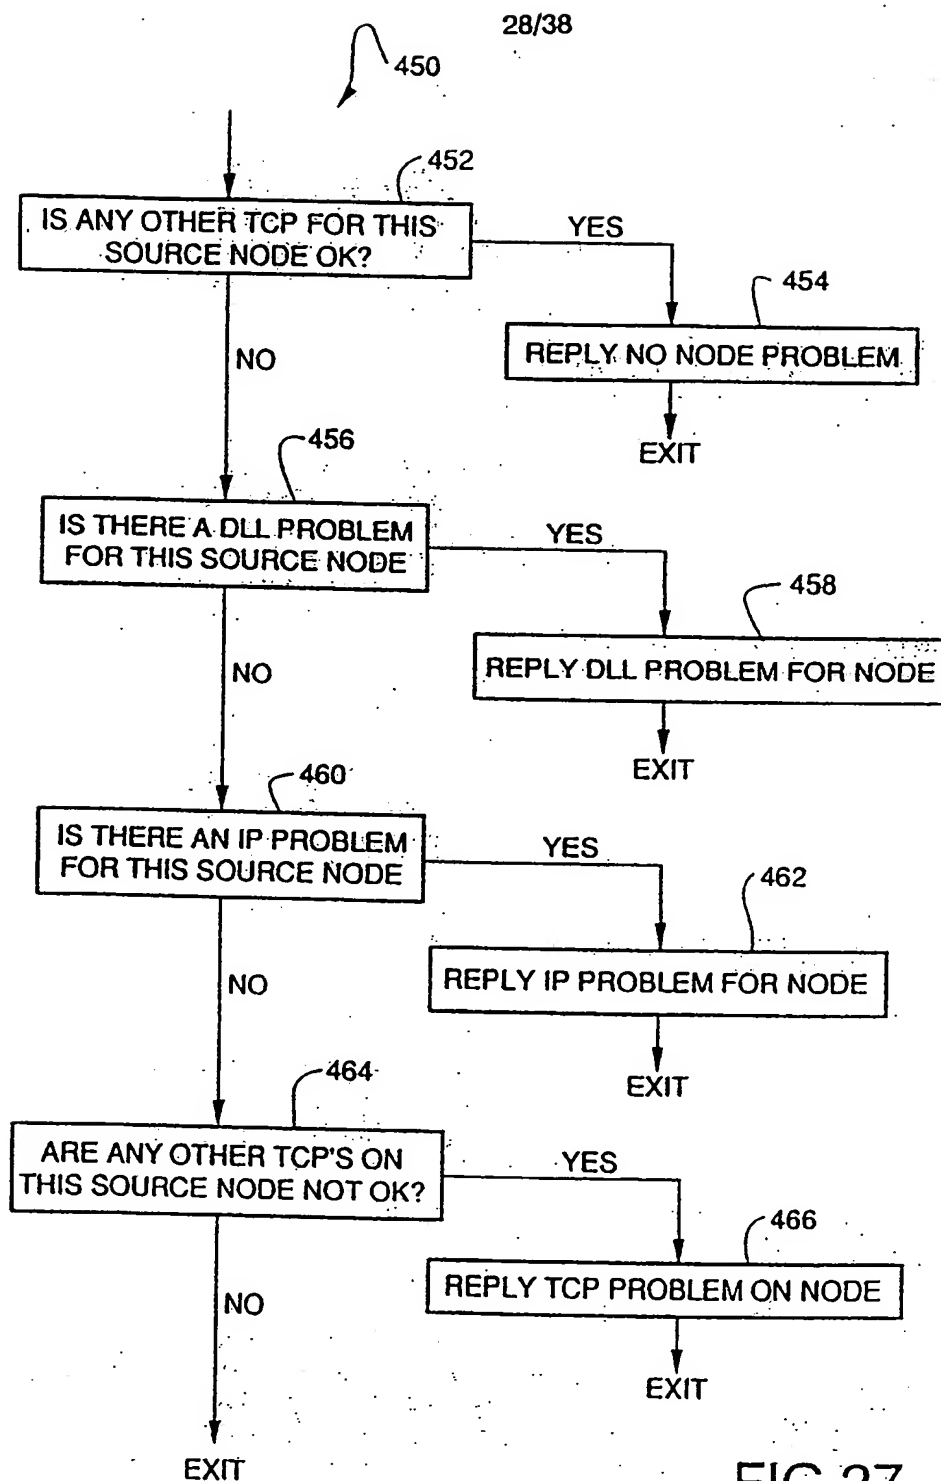 28/38
450
452
IS ANY OTHER TCP FOR THIS
SOURCE NODE OK?
YES
454
REPLY NO NODE PROBLEM
EXIT
NO
456
IS THERE A DLL PROBLEM
FOR THIS SOURCE NODE
YES
458
REPLY DLL PROBLEM FOR NODE
EXIT
NO
460
IS THERE AN IP PROBLEM
FOR THIS SOURCE NODE
YES
462
REPLY IP PROBLEM FOR NODE
EXIT
NO
464
ARE ANY OTHER TCP'S ON
THIS SOURCE NODE NOT OK?
YES
466
REPLY TCP PROBLEM ON NODE
EXIT
NO
EXIT
FIG 27